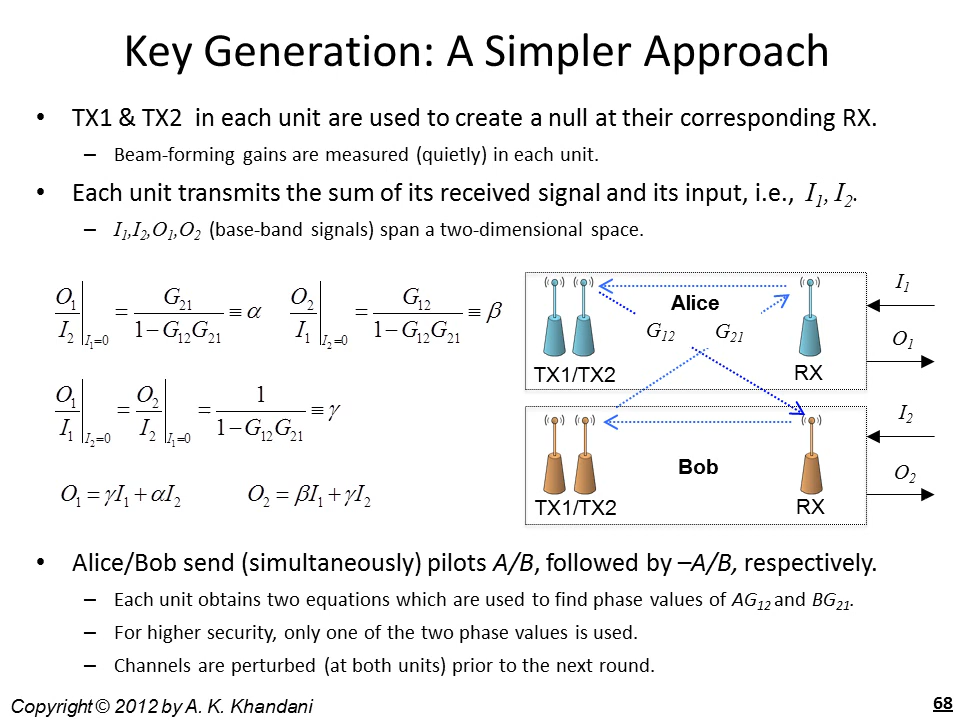 Key Generation: A Simpler Approach
• TX1 & TX2 in each unit are used to create a null at their corresponding RX.
– Beam-forming gains are measured (quietly) in each unit.
• Each unit transmits the sum of its received signal and its input, i.e., I₁, I₂.
– I₁,I₂,O₁,O₂ (base-band signals) span a two-dimensional space.
O₁/I₂|I₁=0 = G₂₁/(1−G₁₂G₂₁) ≡ α   O₂/I₁|I₂=0 = G₁₂/(1−G₁₂G₂₁) ≡ β
O₁/I₁|I₂=0 = O₂/I₂|I₁=0 = 1/(1−G₁₂G₂₁) ≡ γ
O₁ = γI₁ + αI₂   O₂ = βI₁ + γI₂
Alice
G₁₂ G₂₁
TX1/TX2 RX
I₁
O₁
Bob
TX1/TX2 RX
I₂
O₂
• Alice/Bob send (simultaneously) pilots A/B, followed by –A/B, respectively.
– Each unit obtains two equations which are used to find phase values of AG₁₂ and BG₂₁.
– For higher security, only one of the two phase values is used.
– Channels are perturbed (at both units) prior to the next round.
Copyright © 2012 by A. K. Khandani
68